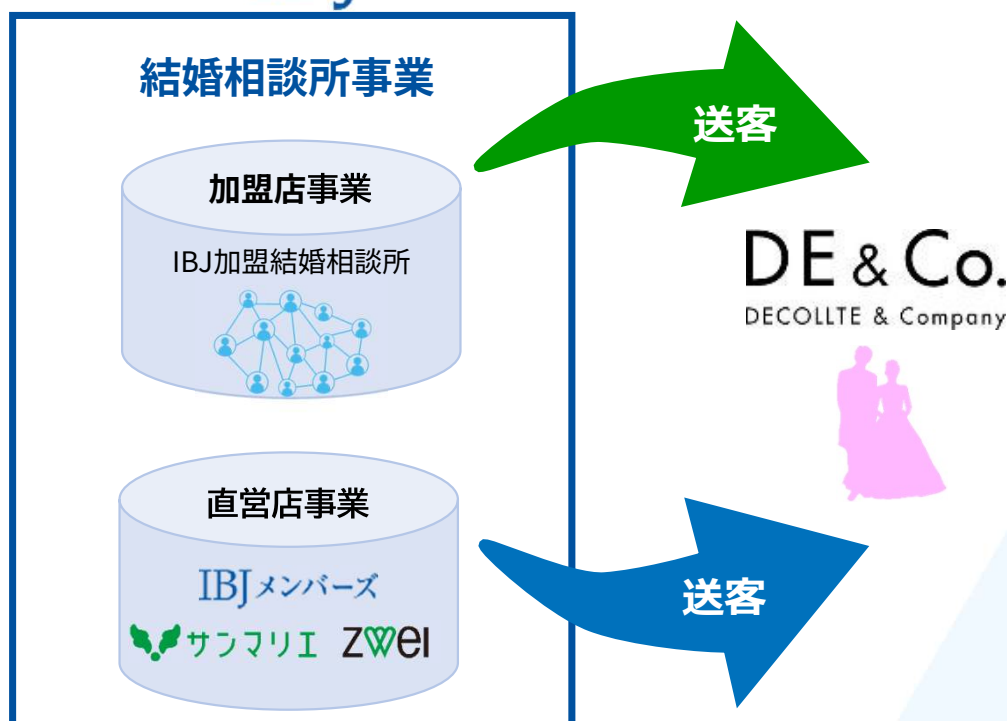 結婚相談所事業
加盟店事業
IBJ加盟結婚相談所
送客
DE & Co.
DECOLLTE & Company
直営店事業
IBJメンバーズ
サンマリエ ZWEI
送客